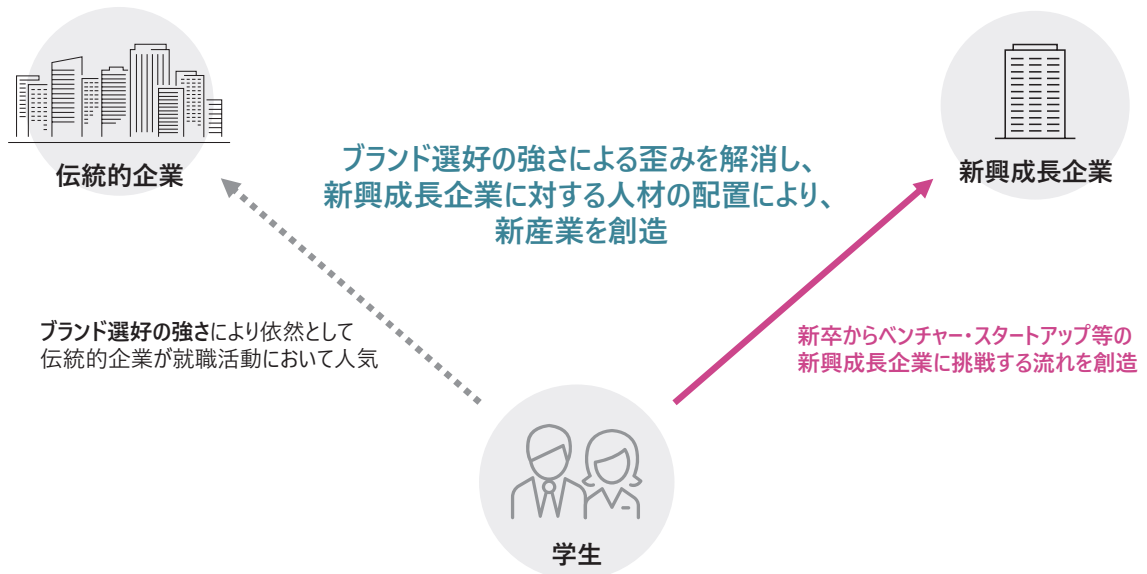 伝統的企業
ブランド選好の強さによる歪みを解消し、
新興成長企業に対する人材の配置により、
新産業を創造
新興成長企業
ブランド選好の強さにより依然として
伝統的企業が就職活動において人気
新卒からベンチャー・スタートアップ等の
新興成長企業に挑戦する流れを創造
学生